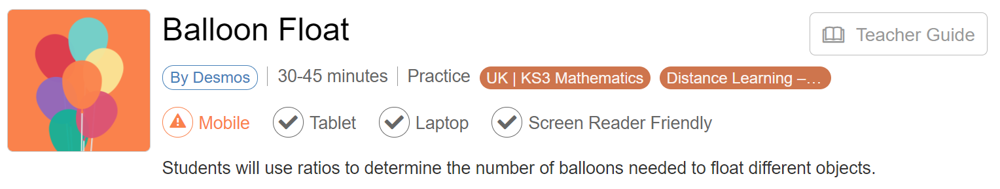 Balloon Float
Teacher Guide
By Desmos 30-45 minutes Practice UK | KS3 Mathematics Distance Learning –…
Mobile Tablet Laptop Screen Reader Friendly
Students will use ratios to determine the number of balloons needed to float different objects.